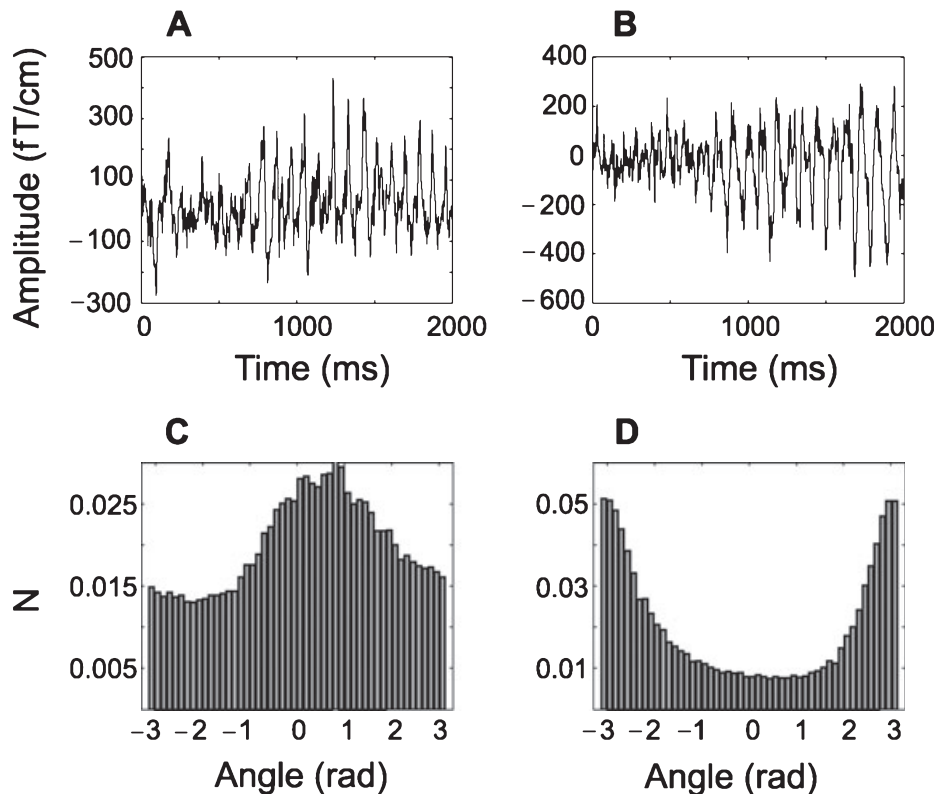 A
B
Amplitude (fT/cm)
500
300
100
−100
−300
400
200
0
−200
−400
−600
0 1000 2000
0 1000 2000
Time (ms)
Time (ms)
C
D
N
0.025
0.015
0.005
0.05
0.03
0.01
−3 −2 −1 0 1 2 3
−3 −2 −1 0 1 2 3
Angle (rad)
Angle (rad)